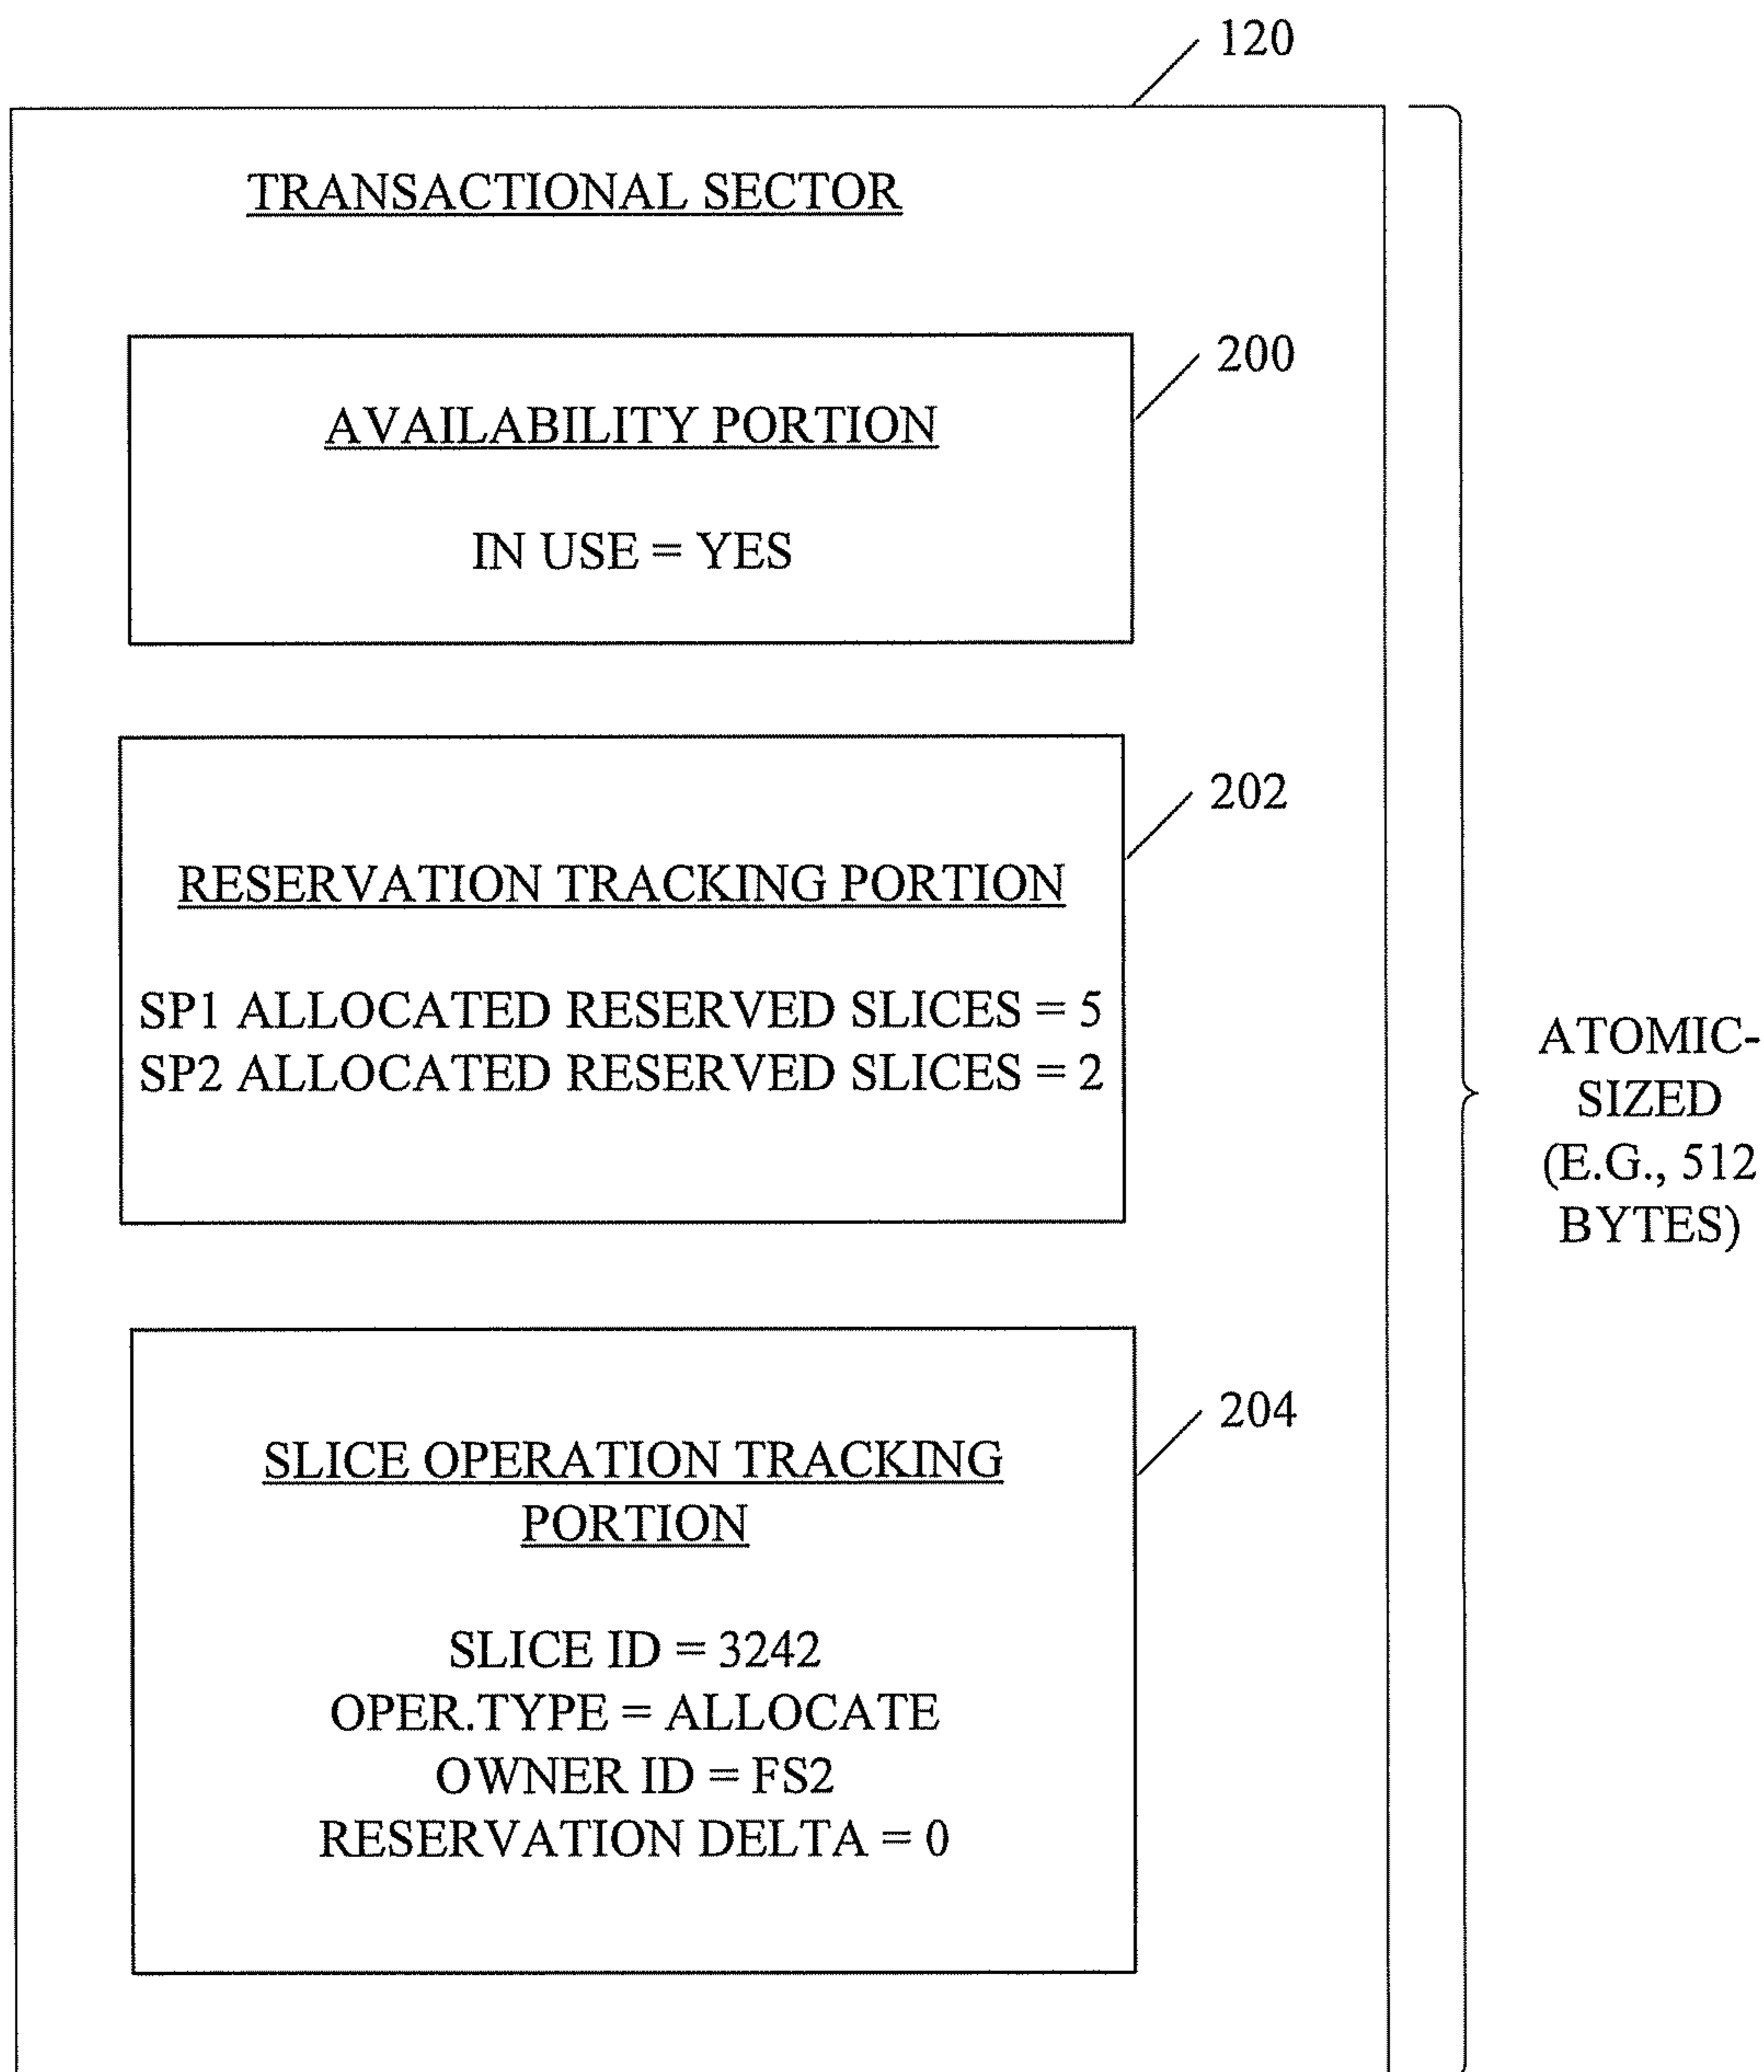 120
TRANSACTIONAL SECTOR
200
AVAILABILITY PORTION
IN USE = YES
202
RESERVATION TRACKING PORTION
SP1 ALLOCATED RESERVED SLICES = 5
SP2 ALLOCATED RESERVED SLICES = 2
ATOMIC-
SIZED
(E.G., 512
BYTES)
204
SLICE OPERATION TRACKING
PORTION
SLICE ID = 3242
OPER.TYPE = ALLOCATE
OWNER ID = FS2
RESERVATION DELTA = 0